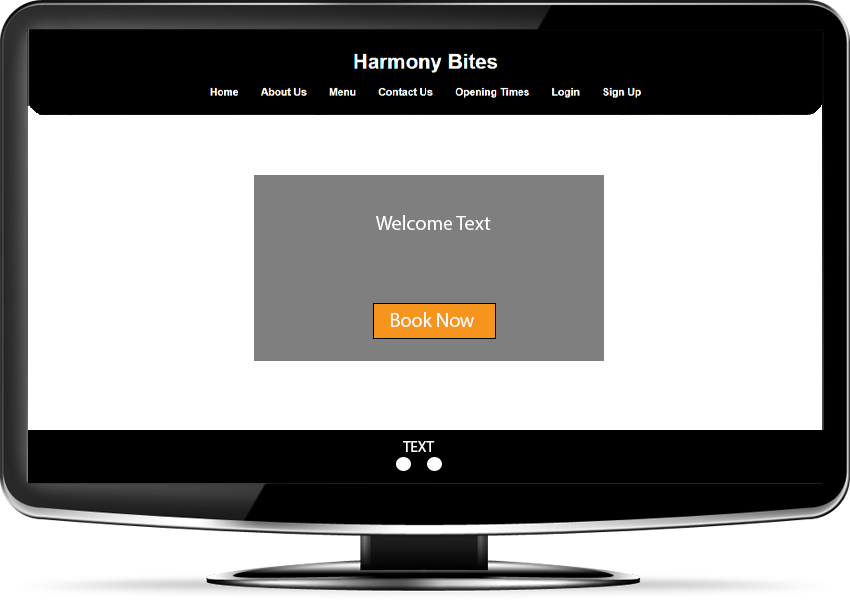 Harmony Bites
Home About Us Menu Contact Us Opening Times Login Sign Up
Welcome Text
Book Now
TEXT